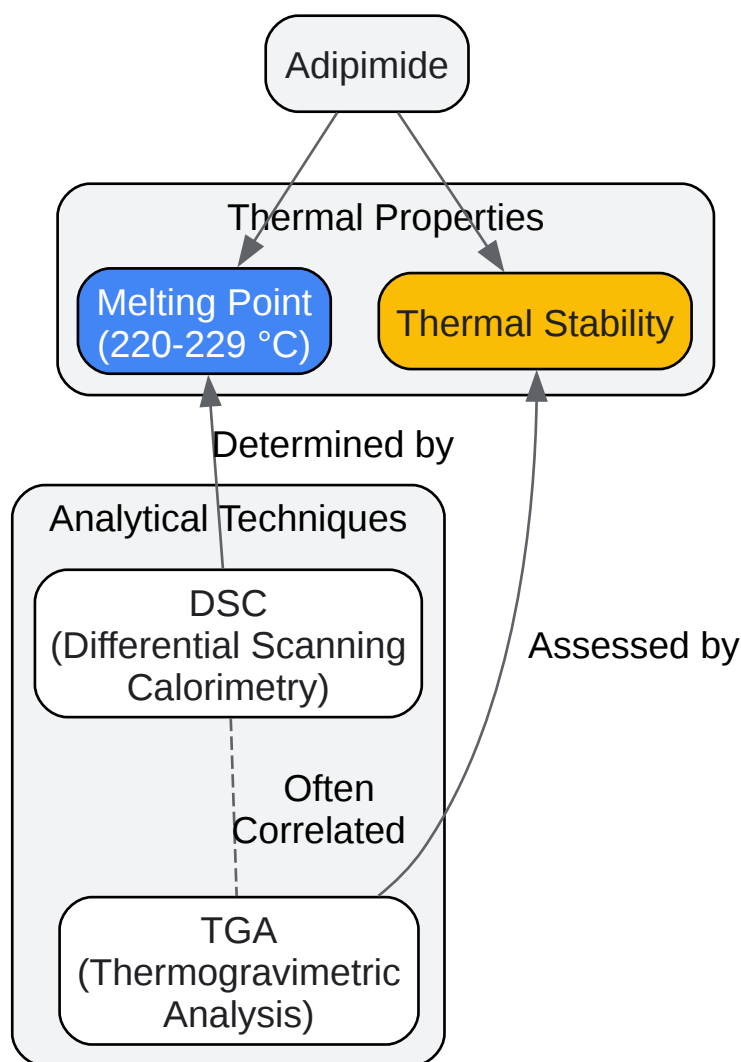 Adipimide
Thermal Properties
Melting Point
(220-229 °C)
Thermal Stability
Determined by
Analytical Techniques
DSC
(Differential Scanning
Calorimetry)
Assessed by
Often
Correlated
TGA
(Thermogravimetric
Analysis)